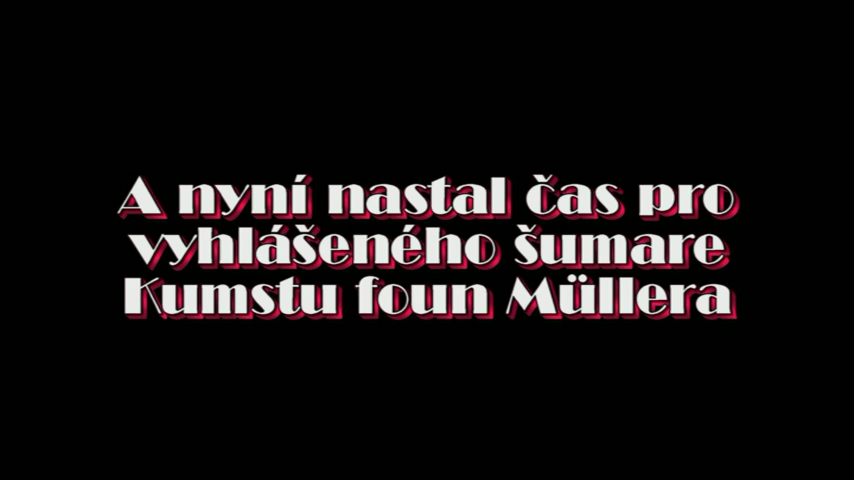 A nyní nastal čas pro
vyhlášeného šumare
Kumstu foun Müllera